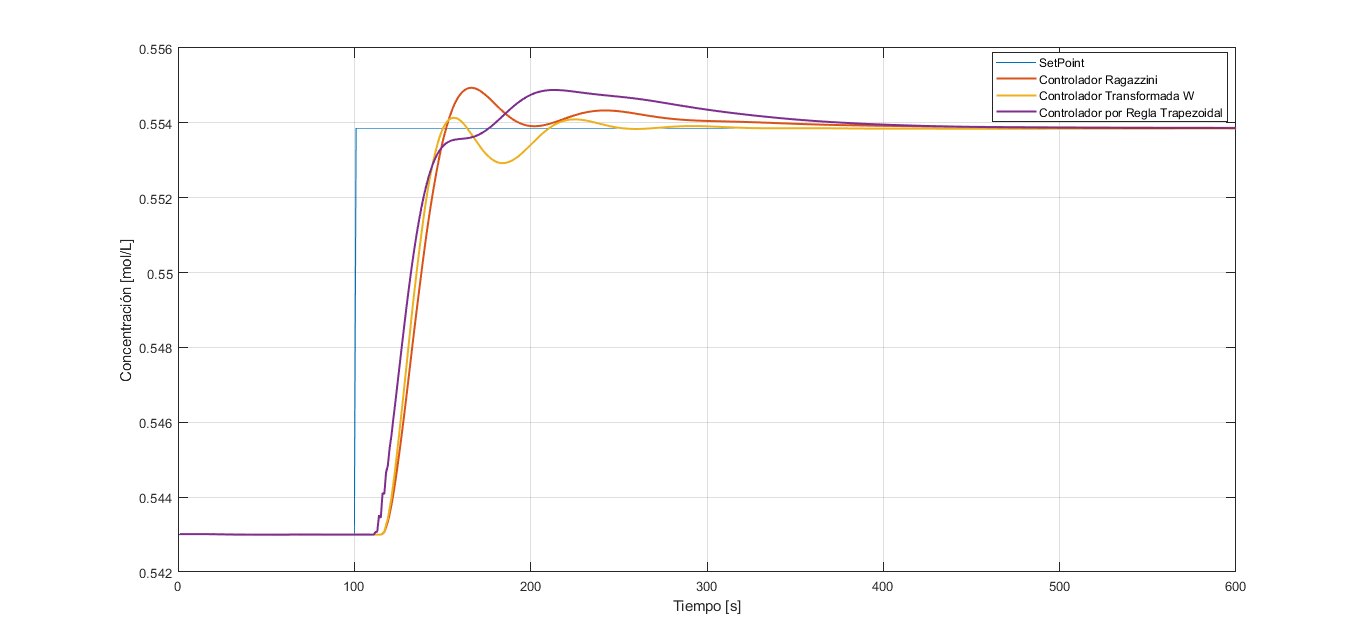 0.556
0.554
0.552
0.55
0.548
0.546
0.544
0.542
Concentración [mol/L]
SetPoint
Controlador Ragazzini
Controlador Transformada W
Controlador por Regla Trapezoidal
0
100
200
300
400
500
600
Tiempo [s]